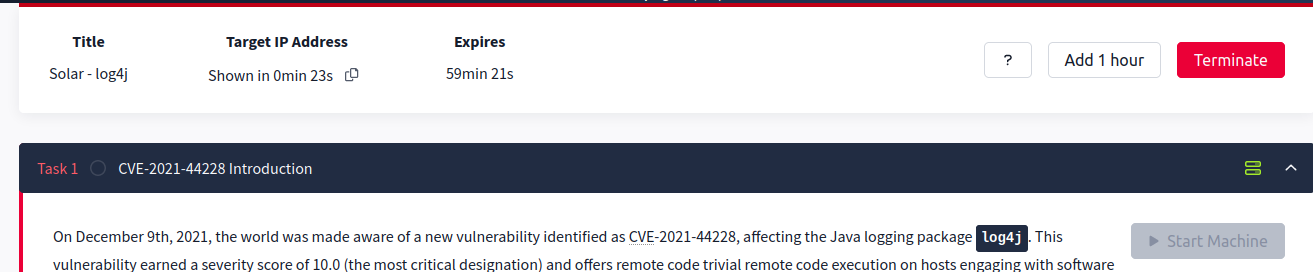 Title Target IP Address Expires
Solar - log4j Shown in 0min 23s 59min 21s ? Add 1 hour Terminate
Task 1 CVE-2021-44228 Introduction
On December 9th, 2021, the world was made aware of a new vulnerability identified as CVE-2021-44228, affecting the Java logging package log4j. This Start Machine
vulnerability earned a severity score of 10.0 (the most critical designation) and offers remote code trivial remote code execution on hosts engaging with software